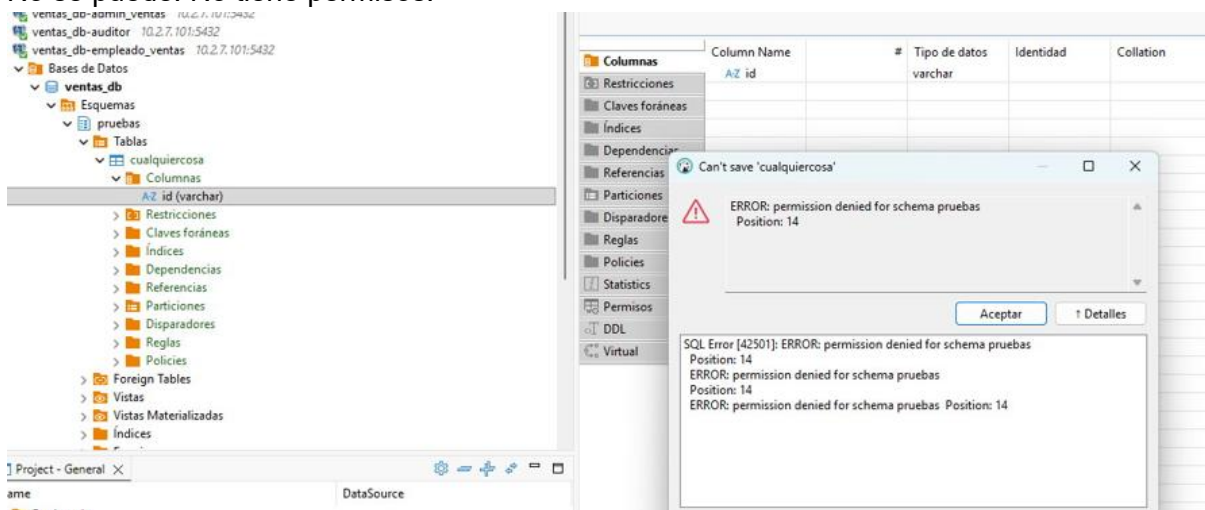 No se puede. No tiene permisos.
ventas_db-admin_ventas 10.2.7.101:5432
ventas_db-auditor 10.2.7.101:5432
ventas_db-empleado_ventas 10.2.7.101:5432
Bases de Datos
ventas_db
Esquemas
pruebas
Tablas
cualquiercosa
Columnas
A-Z id (varchar)
Restricciones
Claves foráneas
Índices
Dependencias
Referencias
Particiones
Disparadores
Reglas
Policies
Foreign Tables
Vistas
Vistas Materializadas
Índices
Project - General
ame DataSource
Columnas
Restricciones
Claves foráneas
Índices
Dependencias
Referencias
Particiones
Disparadore
Reglas
Policies
Statistics
Permisos
DDL
Virtual
Column Name # Tipo de datos Identidad Collation
A-Z id varchar
Can't save 'cualquiercosa'
ERROR: permission denied for schema pruebas
Position: 14
Aceptar ↑ Detalles
SQL Error [42501]: ERROR: permission denied for schema pruebas
Position: 14
ERROR: permission denied for schema pruebas
Position: 14
ERROR: permission denied for schema pruebas Position: 14